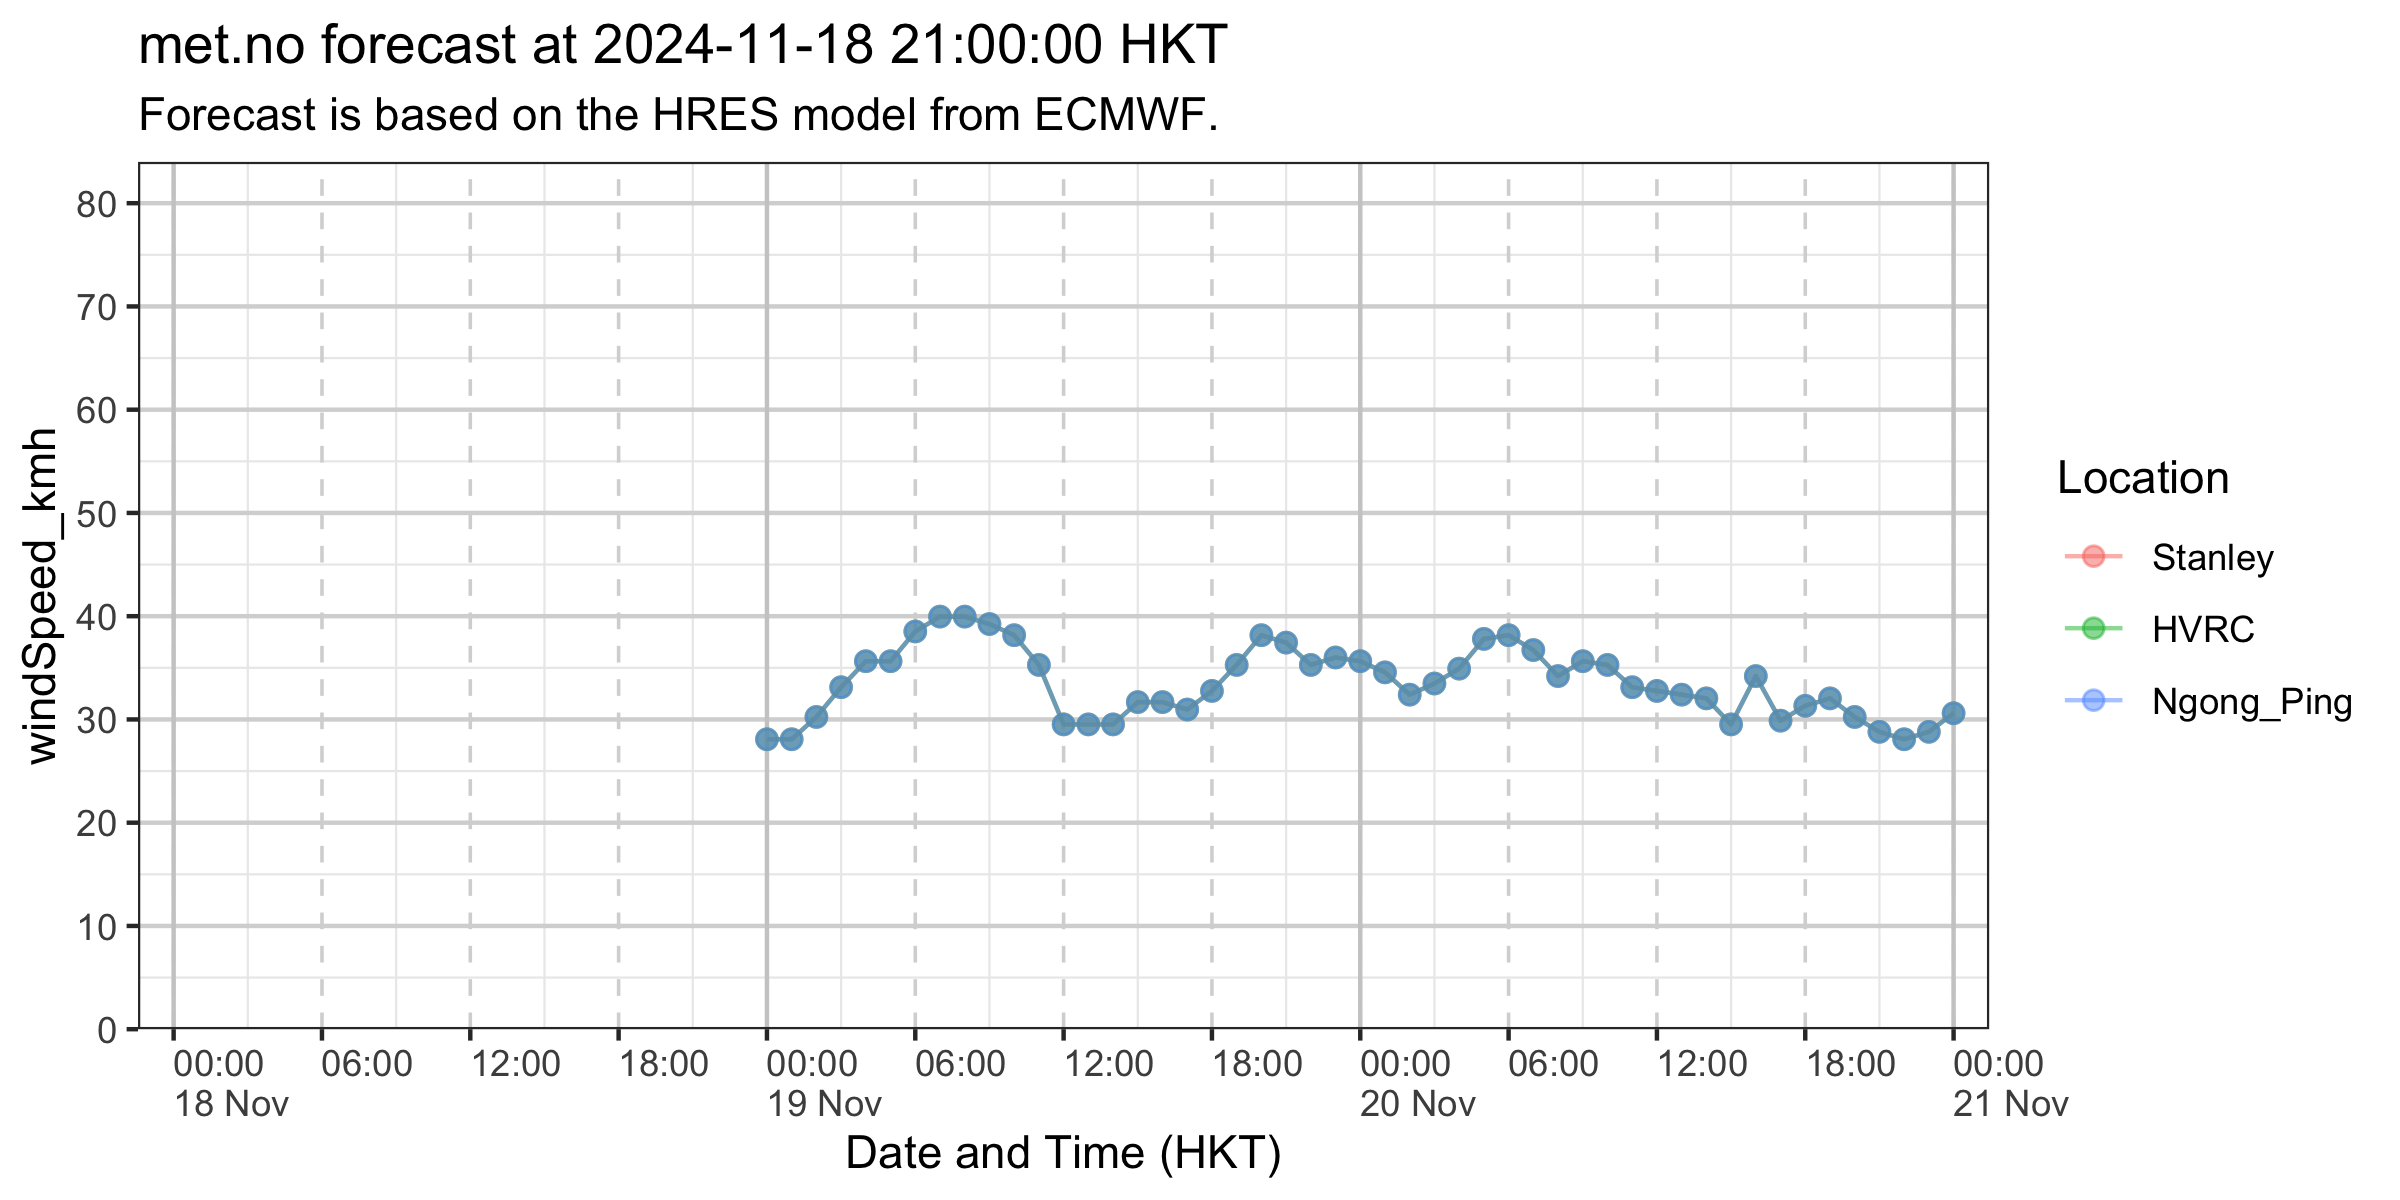 met.no forecast at 2024-11-18 21:00:00 HKT
Forecast is based on the HRES model from ECMWF.
windSpeed_kmh
80
70
60
50
40
30
20
10
0
00:00 06:00 12:00 18:00 00:00 06:00 12:00 18:00 00:00 06:00 12:00 18:00 00:00
18 Nov 19 Nov 20 Nov 21 Nov
Date and Time (HKT)
Location
Stanley
HVRC
Ngong_Ping